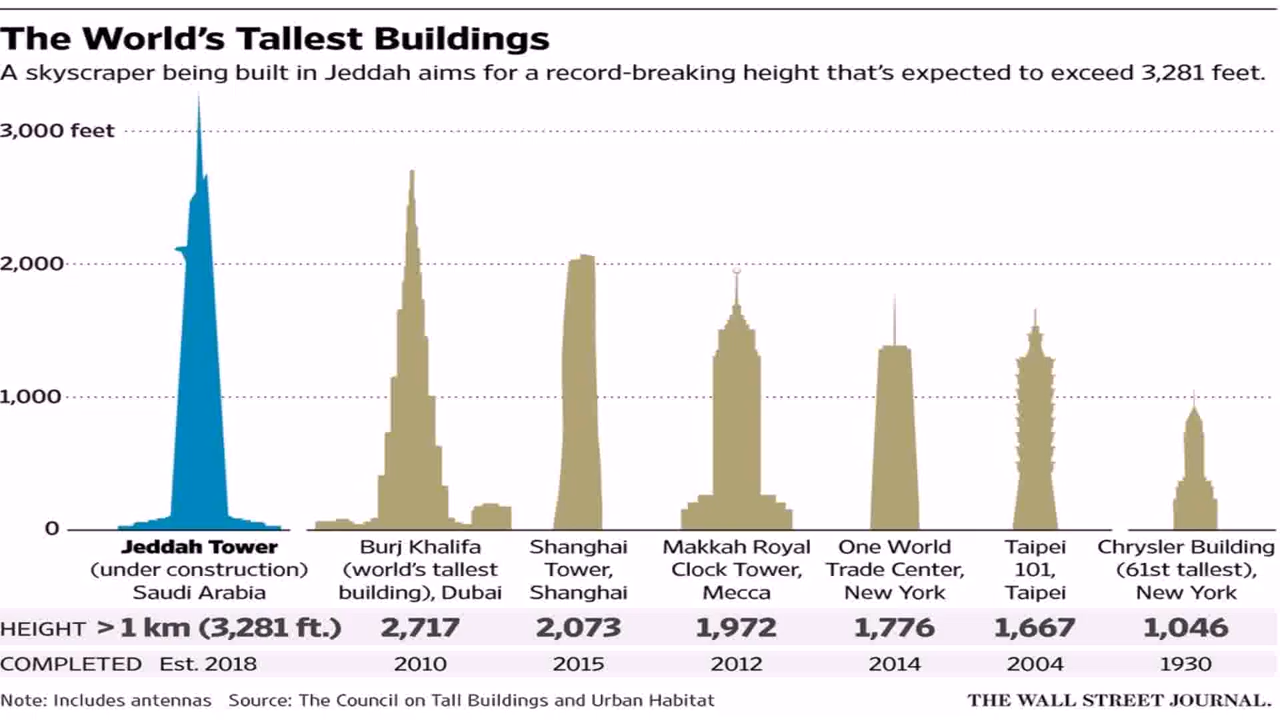 The World's Tallest Buildings
A skyscraper being built in Jeddah aims for a record-breaking height that's expected to exceed 3,281 feet.
3,000 feet
2,000
1,000
0
Jeddah Tower
(under construction)
Saudi Arabia
Burj Khalifa
(world's tallest
building), Dubai
Shanghai
Tower,
Shanghai
Makkah Royal
Clock Tower,
Mecca
One World
Trade Center,
New York
Taipei
101,
Taipei
Chrysler Building
(61st tallest),
New York
HEIGHT > 1 km (3,281 ft.) 2,717 2,073 1,972 1,776 1,667 1,046
COMPLETED Est. 2018 2010 2015 2012 2014 2004 1930
Note: Includes antennas Source: The Council on Tall Buildings and Urban Habitat
THE WALL STREET JOURNAL.